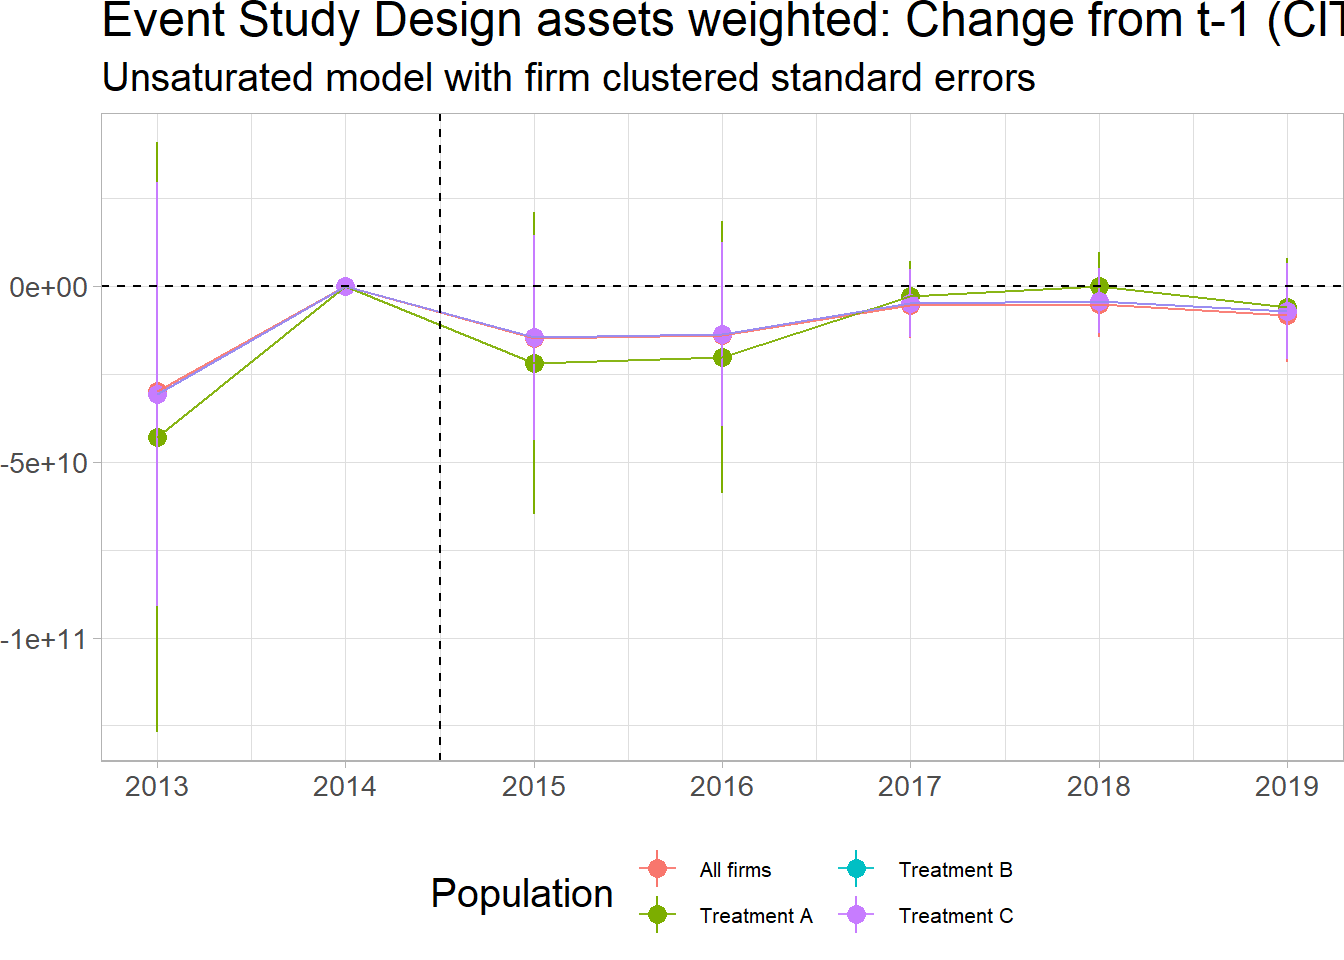 Event Study Design assets weighted: Change from t-1 (CIT
Unsaturated model with firm clustered standard errors
0e+00
-5e+10
-1e+11
2013 2014 2015 2016 2017 2018 2019
Population
All firms
Treatment B
Treatment A
Treatment C